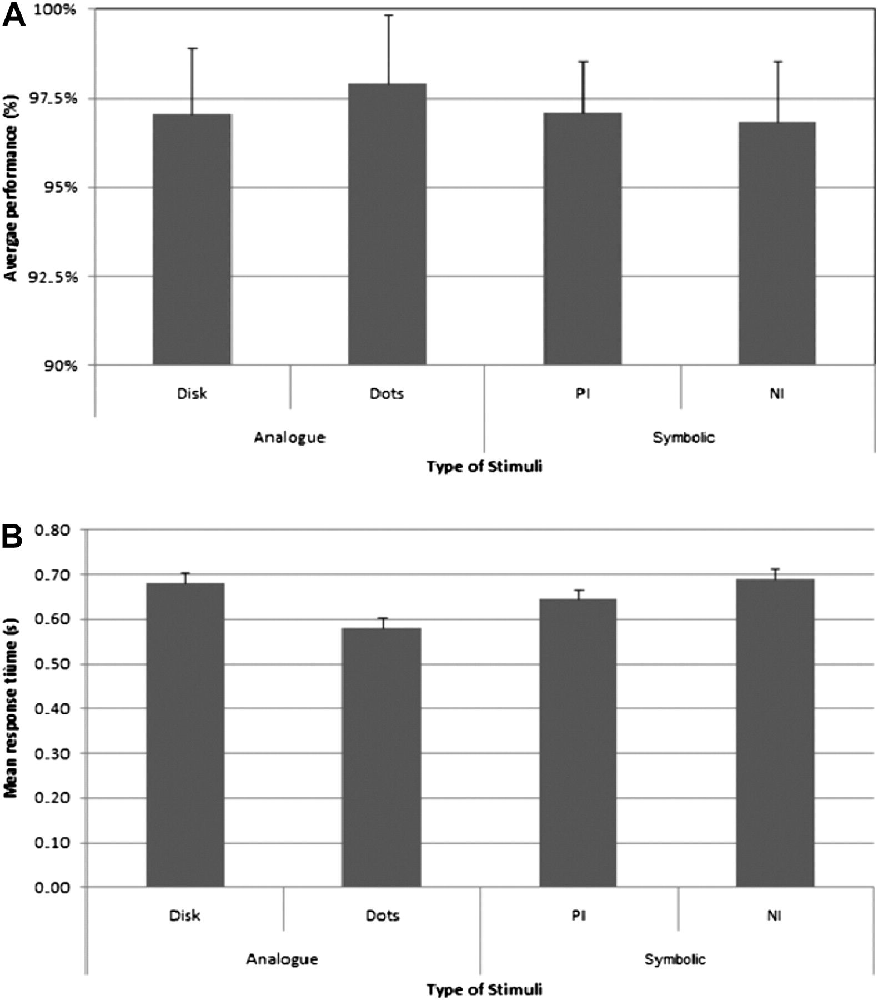 A
100%
97.5%
95%
92.5%
90%
Avergae performance (%)
Disk Dots PI NI
Analogue Symbolic
Type of Stimuli
B
0.80
0.70
0.60
0.50
0.40
0.30
0.20
0.10
0.00
Mean response time (s)
Disk Dots PI NI
Analogue Symbolic
Type of Stimuli